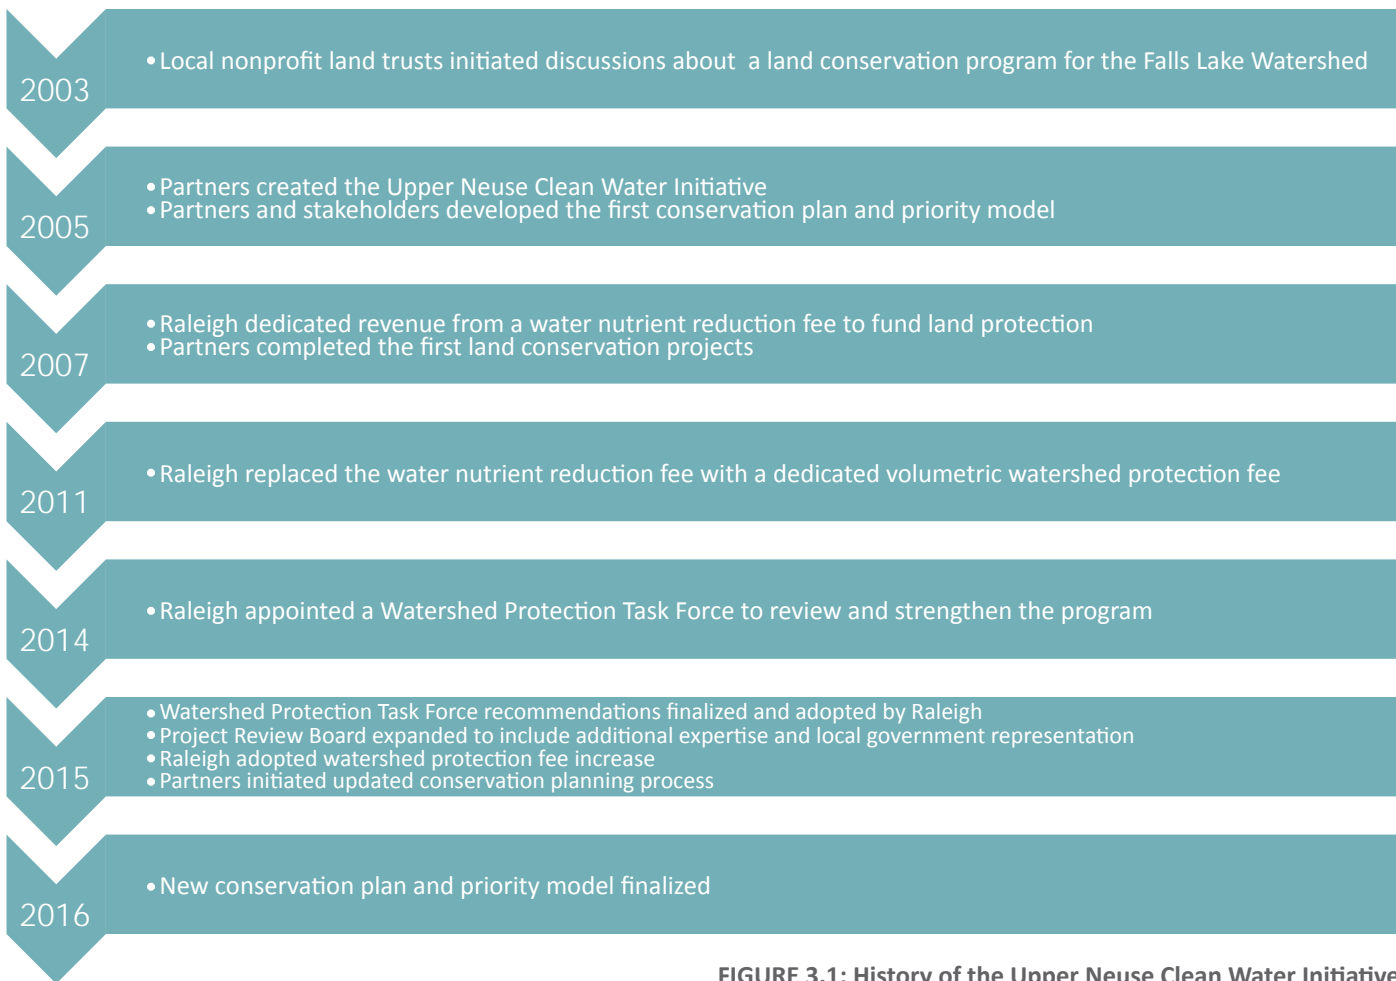 2003
•Local nonprofit land trusts initiated discussions about  a land conservation program for the Falls Lake Watershed
2005
•Partners created the Upper Neuse Clean Water Initiative
•Partners and stakeholders developed the first conservation plan and priority model
2007
•Raleigh dedicated revenue from a water nutrient reduction fee to fund land protection
•Partners completed the first land conservation projects
2011
•Raleigh replaced the water nutrient reduction fee with a dedicated volumetric watershed protection fee
2014
•Raleigh appointed a Watershed Protection Task Force to review and strengthen the program
2015
•Watershed Protection Task Force recommendations finalized and adopted by Raleigh
•Project Review Board expanded to include additional expertise and local government representation
•Raleigh adopted watershed protection fee increase
•Partners initiated updated conservation planning process
2016
•New conservation plan and priority model finalized
FIGURE 3.1: History of the Upper Neuse Clean Water Initiative